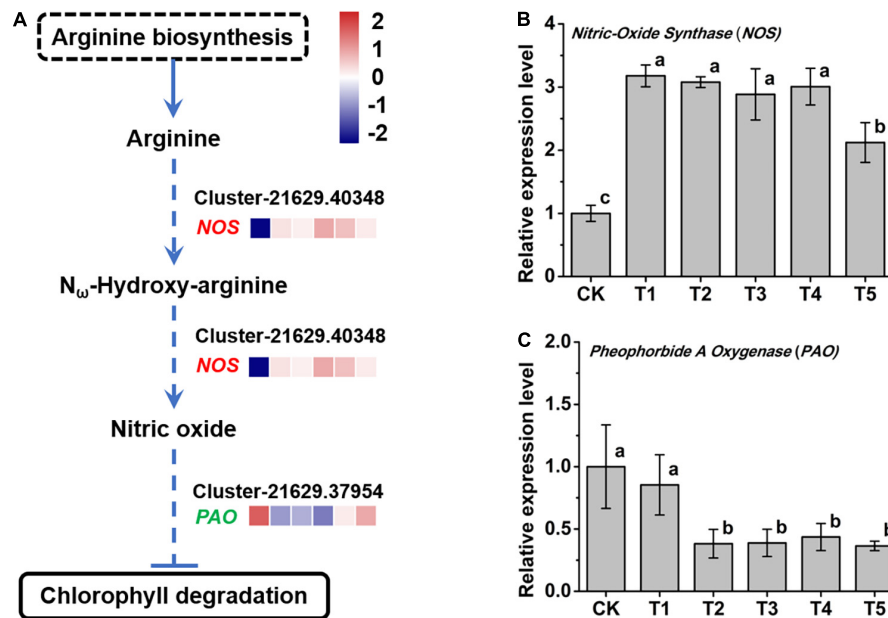 A
Arginine biosynthesis
2
1
0
-1
-2
Arginine
Cluster-21629.40348
NOS
Nω-Hydroxy-arginine
Cluster-21629.40348
NOS
Nitric oxide
Cluster-21629.37954
PAO
Chlorophyll degradation
B
Nitric-Oxide Synthase (NOS)
Relative expression level
4
3
2
1
0
c
a
a
a
a
b
CK T1 T2 T3 T4 T5
C
Pheophorbide A Oxygenase (PAO)
Relative expression level
2.0
1.5
1.0
0.5
0.0
a
a
b
b
b
b
CK T1 T2 T3 T4 T5